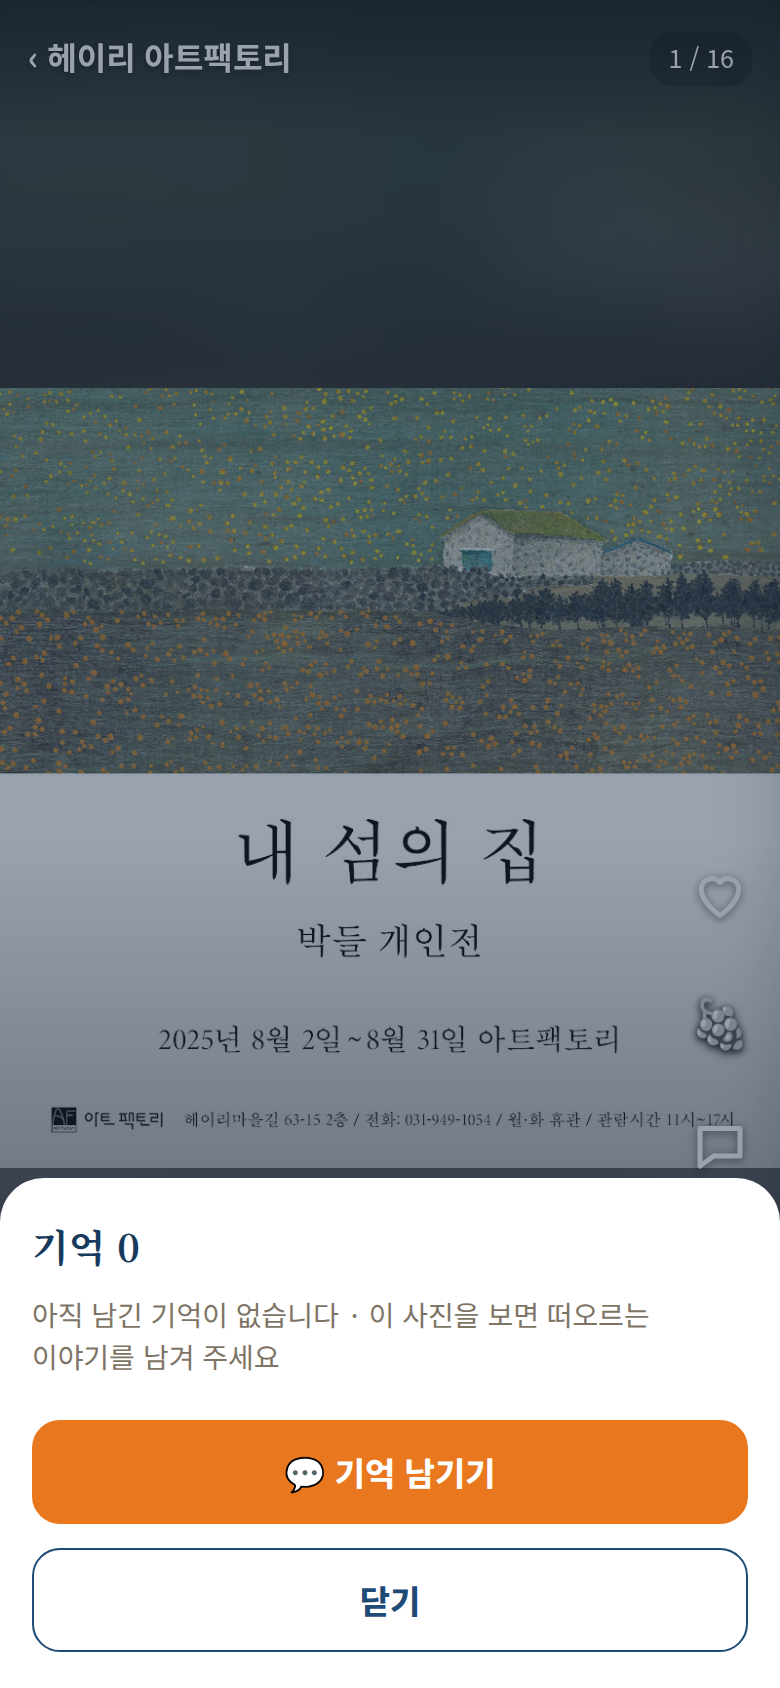 ‹ 헤이리 아트팩토리
1 / 16
내 섬의 집
박들 개인전
2025년 8월 2일~8월 31일 아트팩토리
AF 아트 팩토리 헤이리마을길 63-15 2층 / 전화: 031-949-1054 / 월·화 휴관 / 관람시간 11시~17시
기억 0
아직 남긴 기억이 없습니다 · 이 사진을 보면 떠오르는
이야기를 남겨 주세요
💬 기억 남기기
닫기